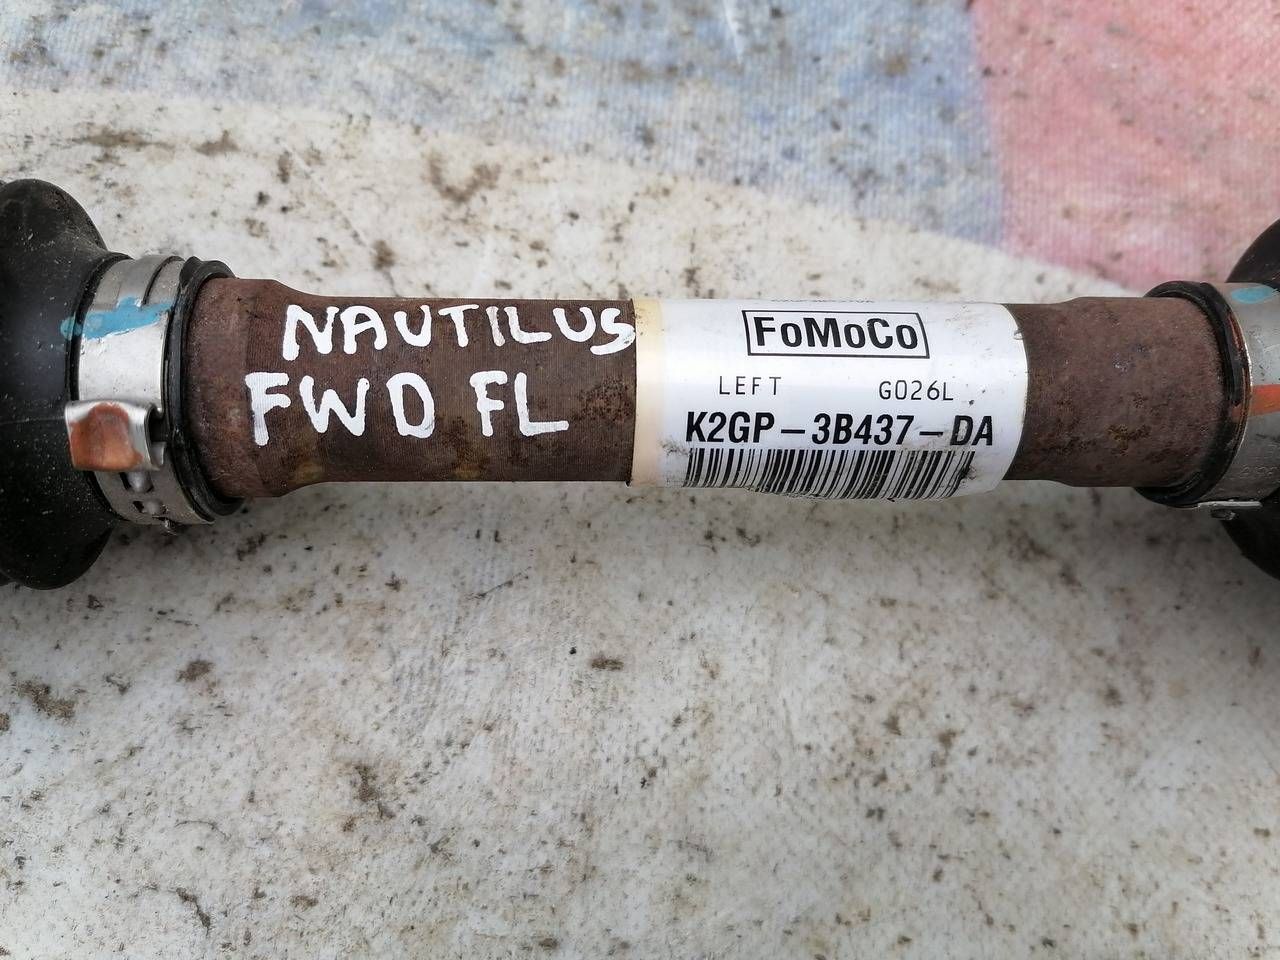 NAUTILUS
FWD FL
FoMoCo
LEFT G026L
K2GP-3B437-DA